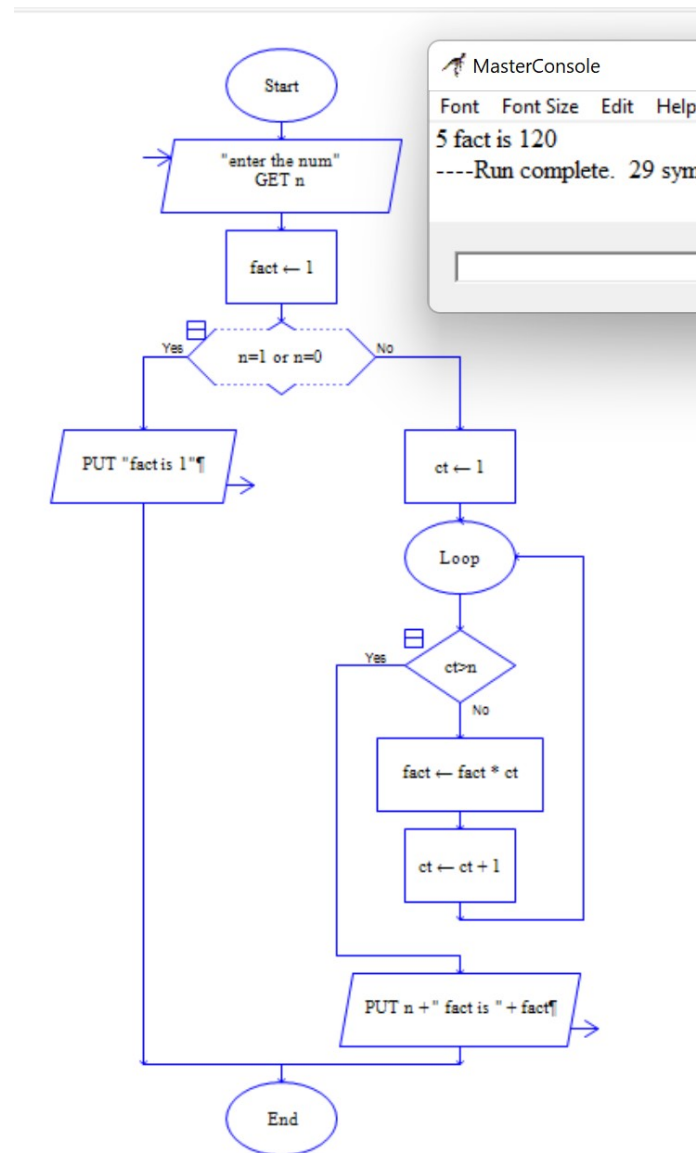 Start
MasterConsole
Font Font Size Edit Help
5 fact is 120
----Run complete. 29 sym
"enter the num"
GET n
fact ← 1
n=1 or n=0
Yes
No
PUT "fact is 1"¶
ct ← 1
Loop
ct>n
Yes
No
fact ← fact * ct
ct ← ct + 1
PUT n +" fact is " + fact¶
End